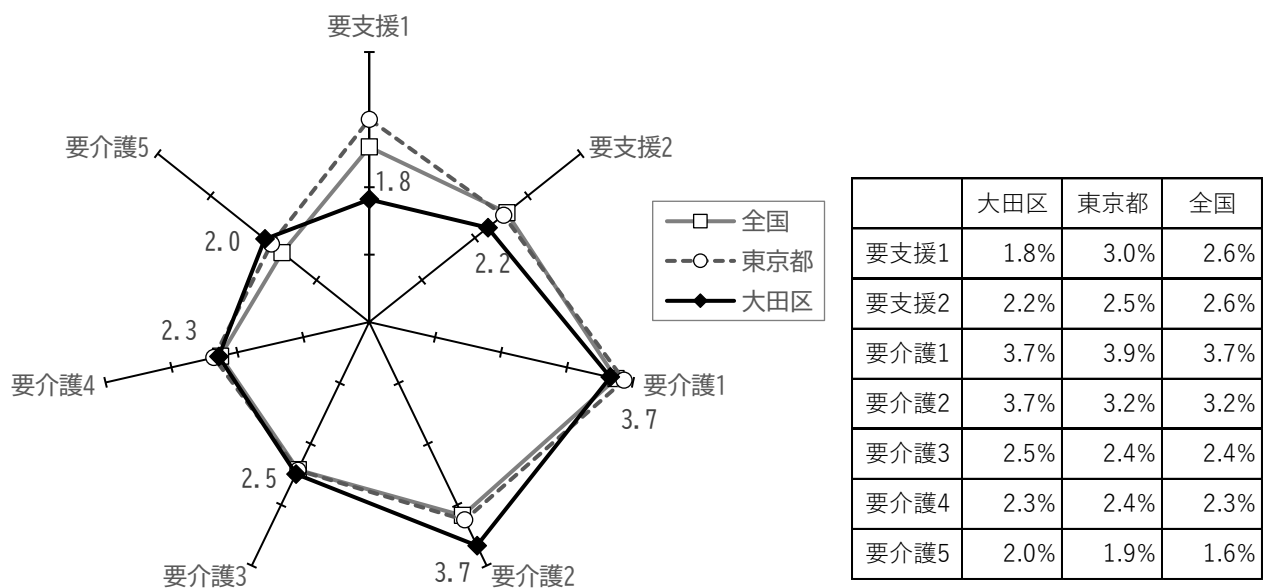 要支援1
要支援2
要介護1
要介護2
要介護3
要介護4
要介護5
1.8
2.2
3.7
3.7
2.5
2.3
2.0
全国
東京都
大田区
大田区 東京都 全国
要支援1 1.8% 3.0% 2.6%
要支援2 2.2% 2.5% 2.6%
要介護1 3.7% 3.9% 3.7%
要介護2 3.7% 3.2% 3.2%
要介護3 2.5% 2.4% 2.4%
要介護4 2.3% 2.4% 2.3%
要介護5 2.0% 1.9% 1.6%